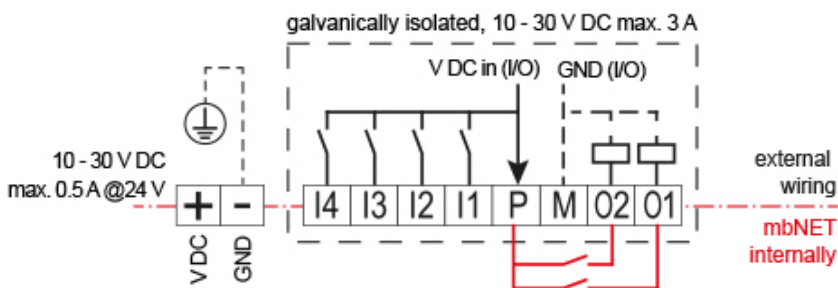 galvanically isolated, 10 - 30 V DC max. 3 A
V DC in (I/O) GND (I/O)
10 - 30 V DC
max. 0.5 A @24 V
+ - I4 I3 I2 I1 P M O2 O1
V DC
GND
external
wiring
mbNET
internally